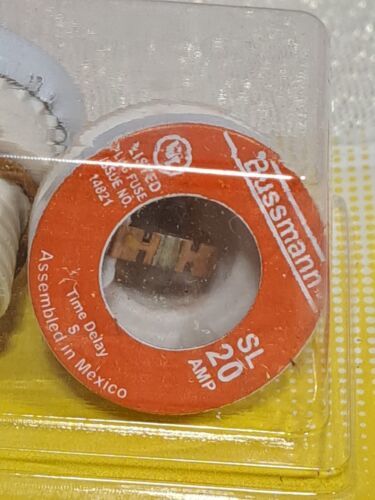 LISTED
PLUG FUSE
ISSUE NO.
14821
Bussmann
SL
20
AMP
Time Delay
S
Assembled in Mexico